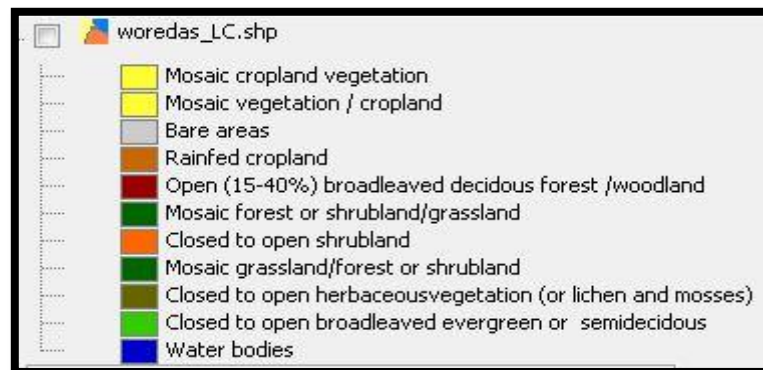 woredas_LC.shp
Mosaic cropland vegetation
Mosaic vegetation / cropland
Bare areas
Rainfed cropland
Open (15-40%) broadleaved decidous forest /woodland
Mosaic forest or shrubland/grassland
Closed to open shrubland
Mosaic grassland/forest or shrubland
Closed to open herbaceousvegetation (or lichen and mosses)
Closed to open broadleaved evergreen or semidecidous
Water bodies